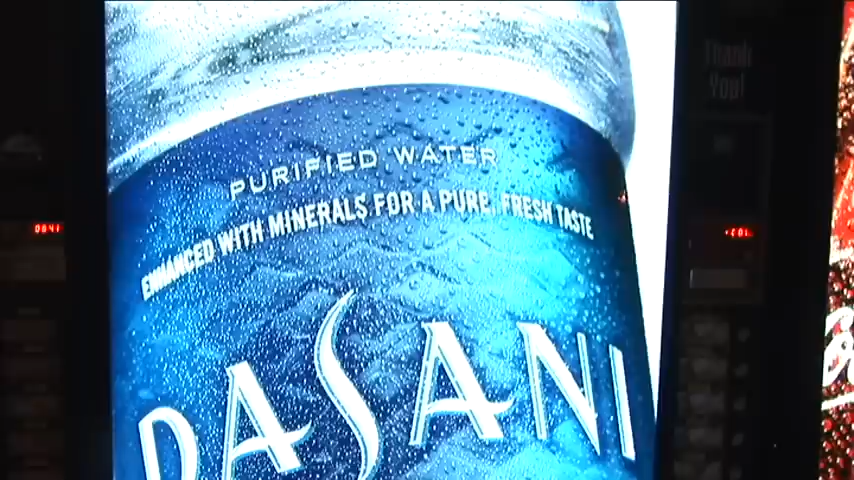 Thank
You!
PURIFIED WATER
ENHANCED WITH MINERALS FOR A PURE, FRESH TASTE
DASANI